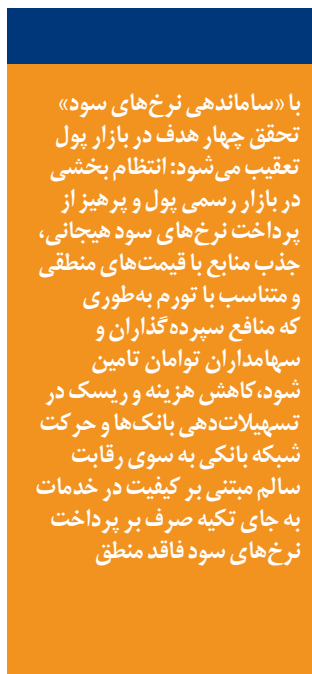 با «ساماندهی نرخ‌های سود»
تحقق چهار هدف در بازار پول
تعقیب می‌شود: انتظام بخشی
در بازار رسمی پول و پرهیز از
پرداخت نرخ‌های سود هیجانی،
جذب منابع با قیمت‌های منطقی
و متناسب با تورم به‌طوری
که منافع سپرده‌گذاران و
سهامداران توامان تامین
شود،کاهش هزینه و ریسک در
تسهیلات‌دهی بانک‌ها و حرکت
شبکه بانکی به سوی رقابت
سالم مبتنی بر کیفیت در خدمات
به جای تکیه صرف بر پرداخت
نرخ‌های سود فاقد منطق